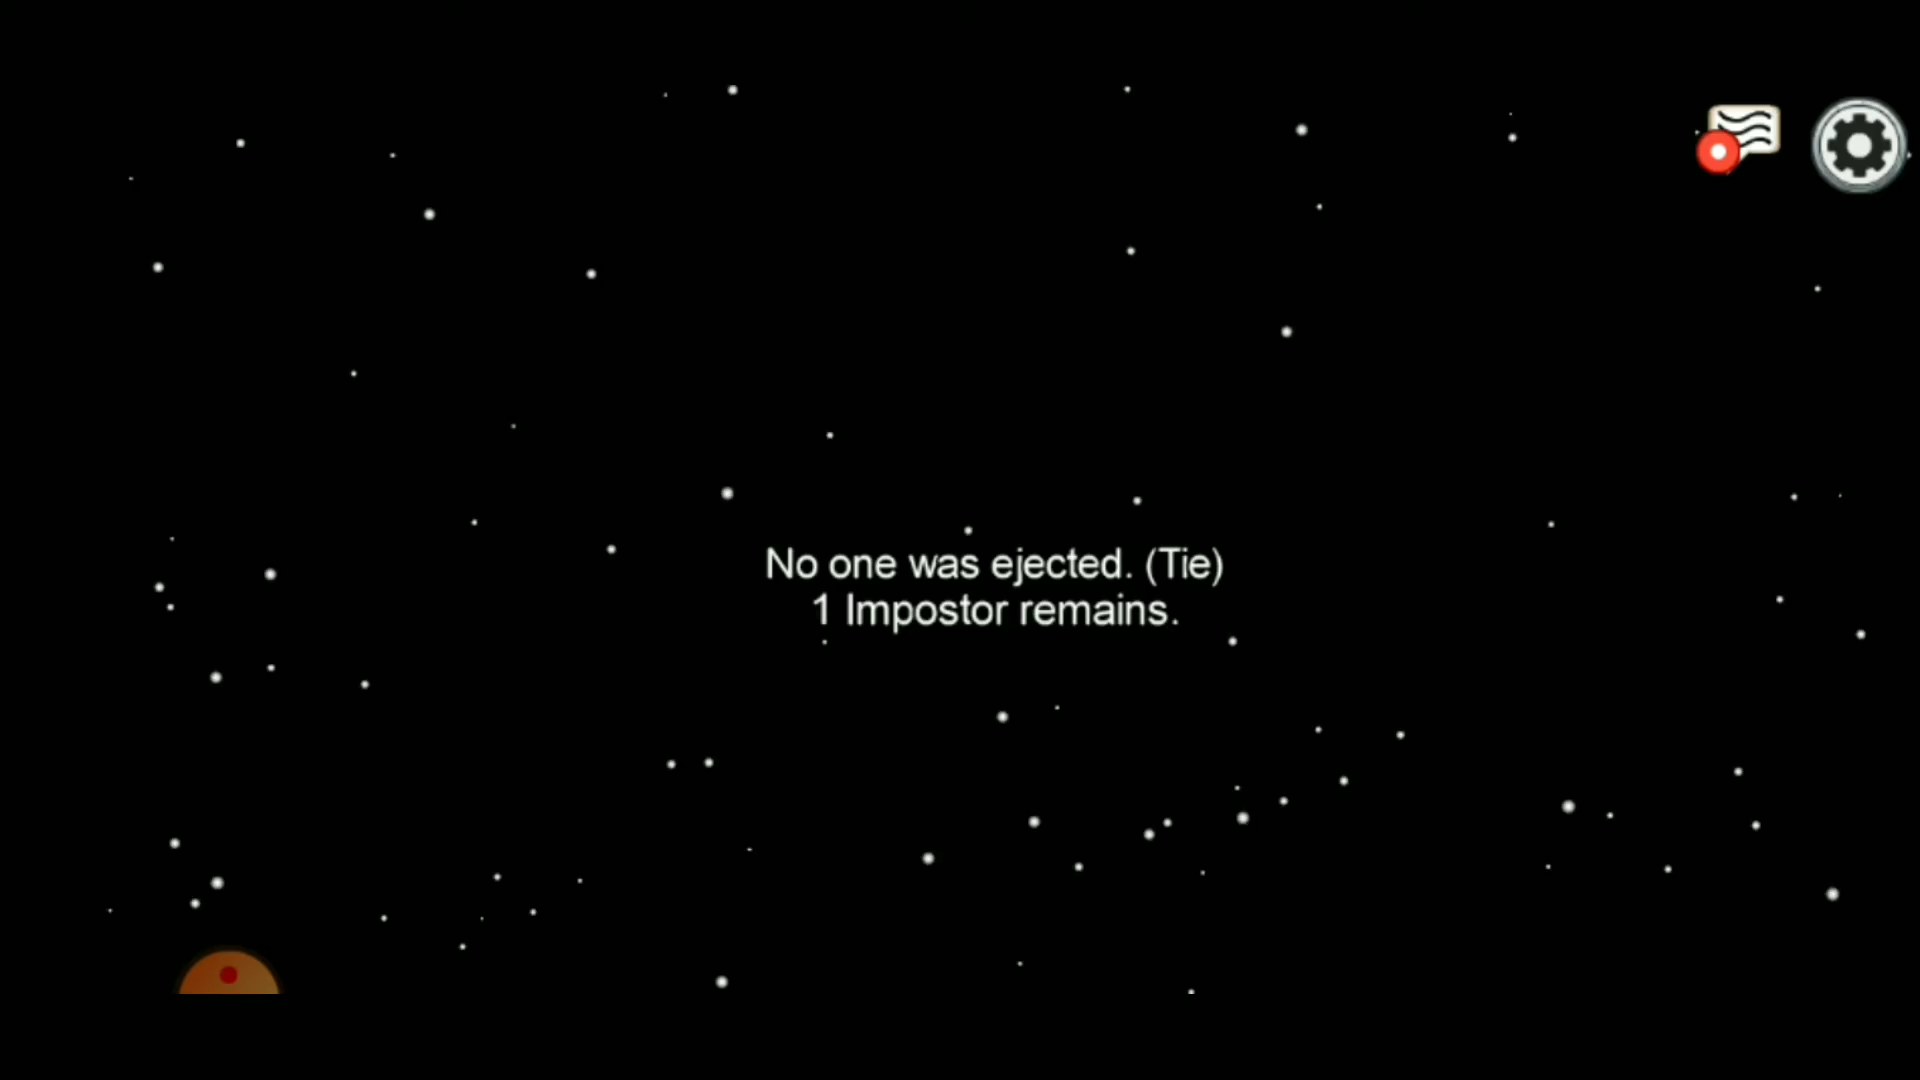 No one was ejected. (Tie)
1 Impostor remains.